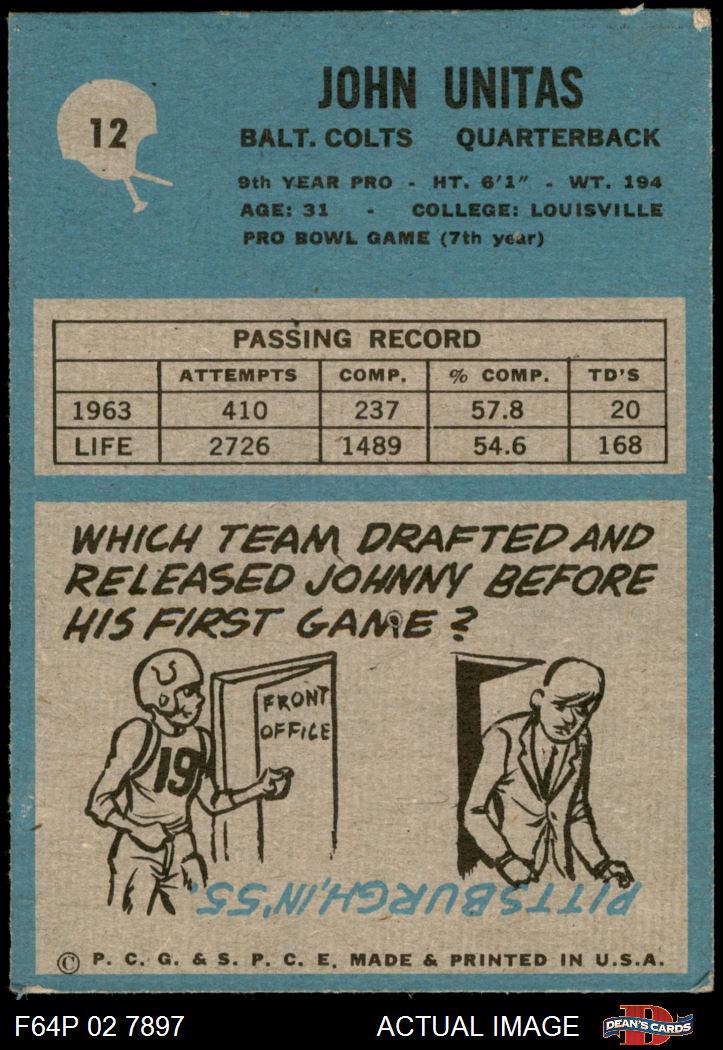 12
JOHN UNITAS
BALT. COLTS QUARTERBACK
9th YEAR PRO - HT. 6'1" - WT. 194
AGE: 31 - COLLEGE: LOUISVILLE
PRO BOWL GAME (7th year)
PASSING RECORD
ATTEMPTS COMP. % COMP. TD'S
1963 410 237 57.8 20
LIFE 2726 1489 54.6 168
WHICH TEAM DRAFTED AND
RELEASED JOHNNY BEFORE
HIS FIRST GAME?
FRONT
OFFICE
19
PITTSBURGH, IN '55.
© P. C. G. & S. P. C. E. MADE & PRINTED IN U.S.A.
F64P 02 7897 ACTUAL IMAGE
D
DEAN'S CARDS